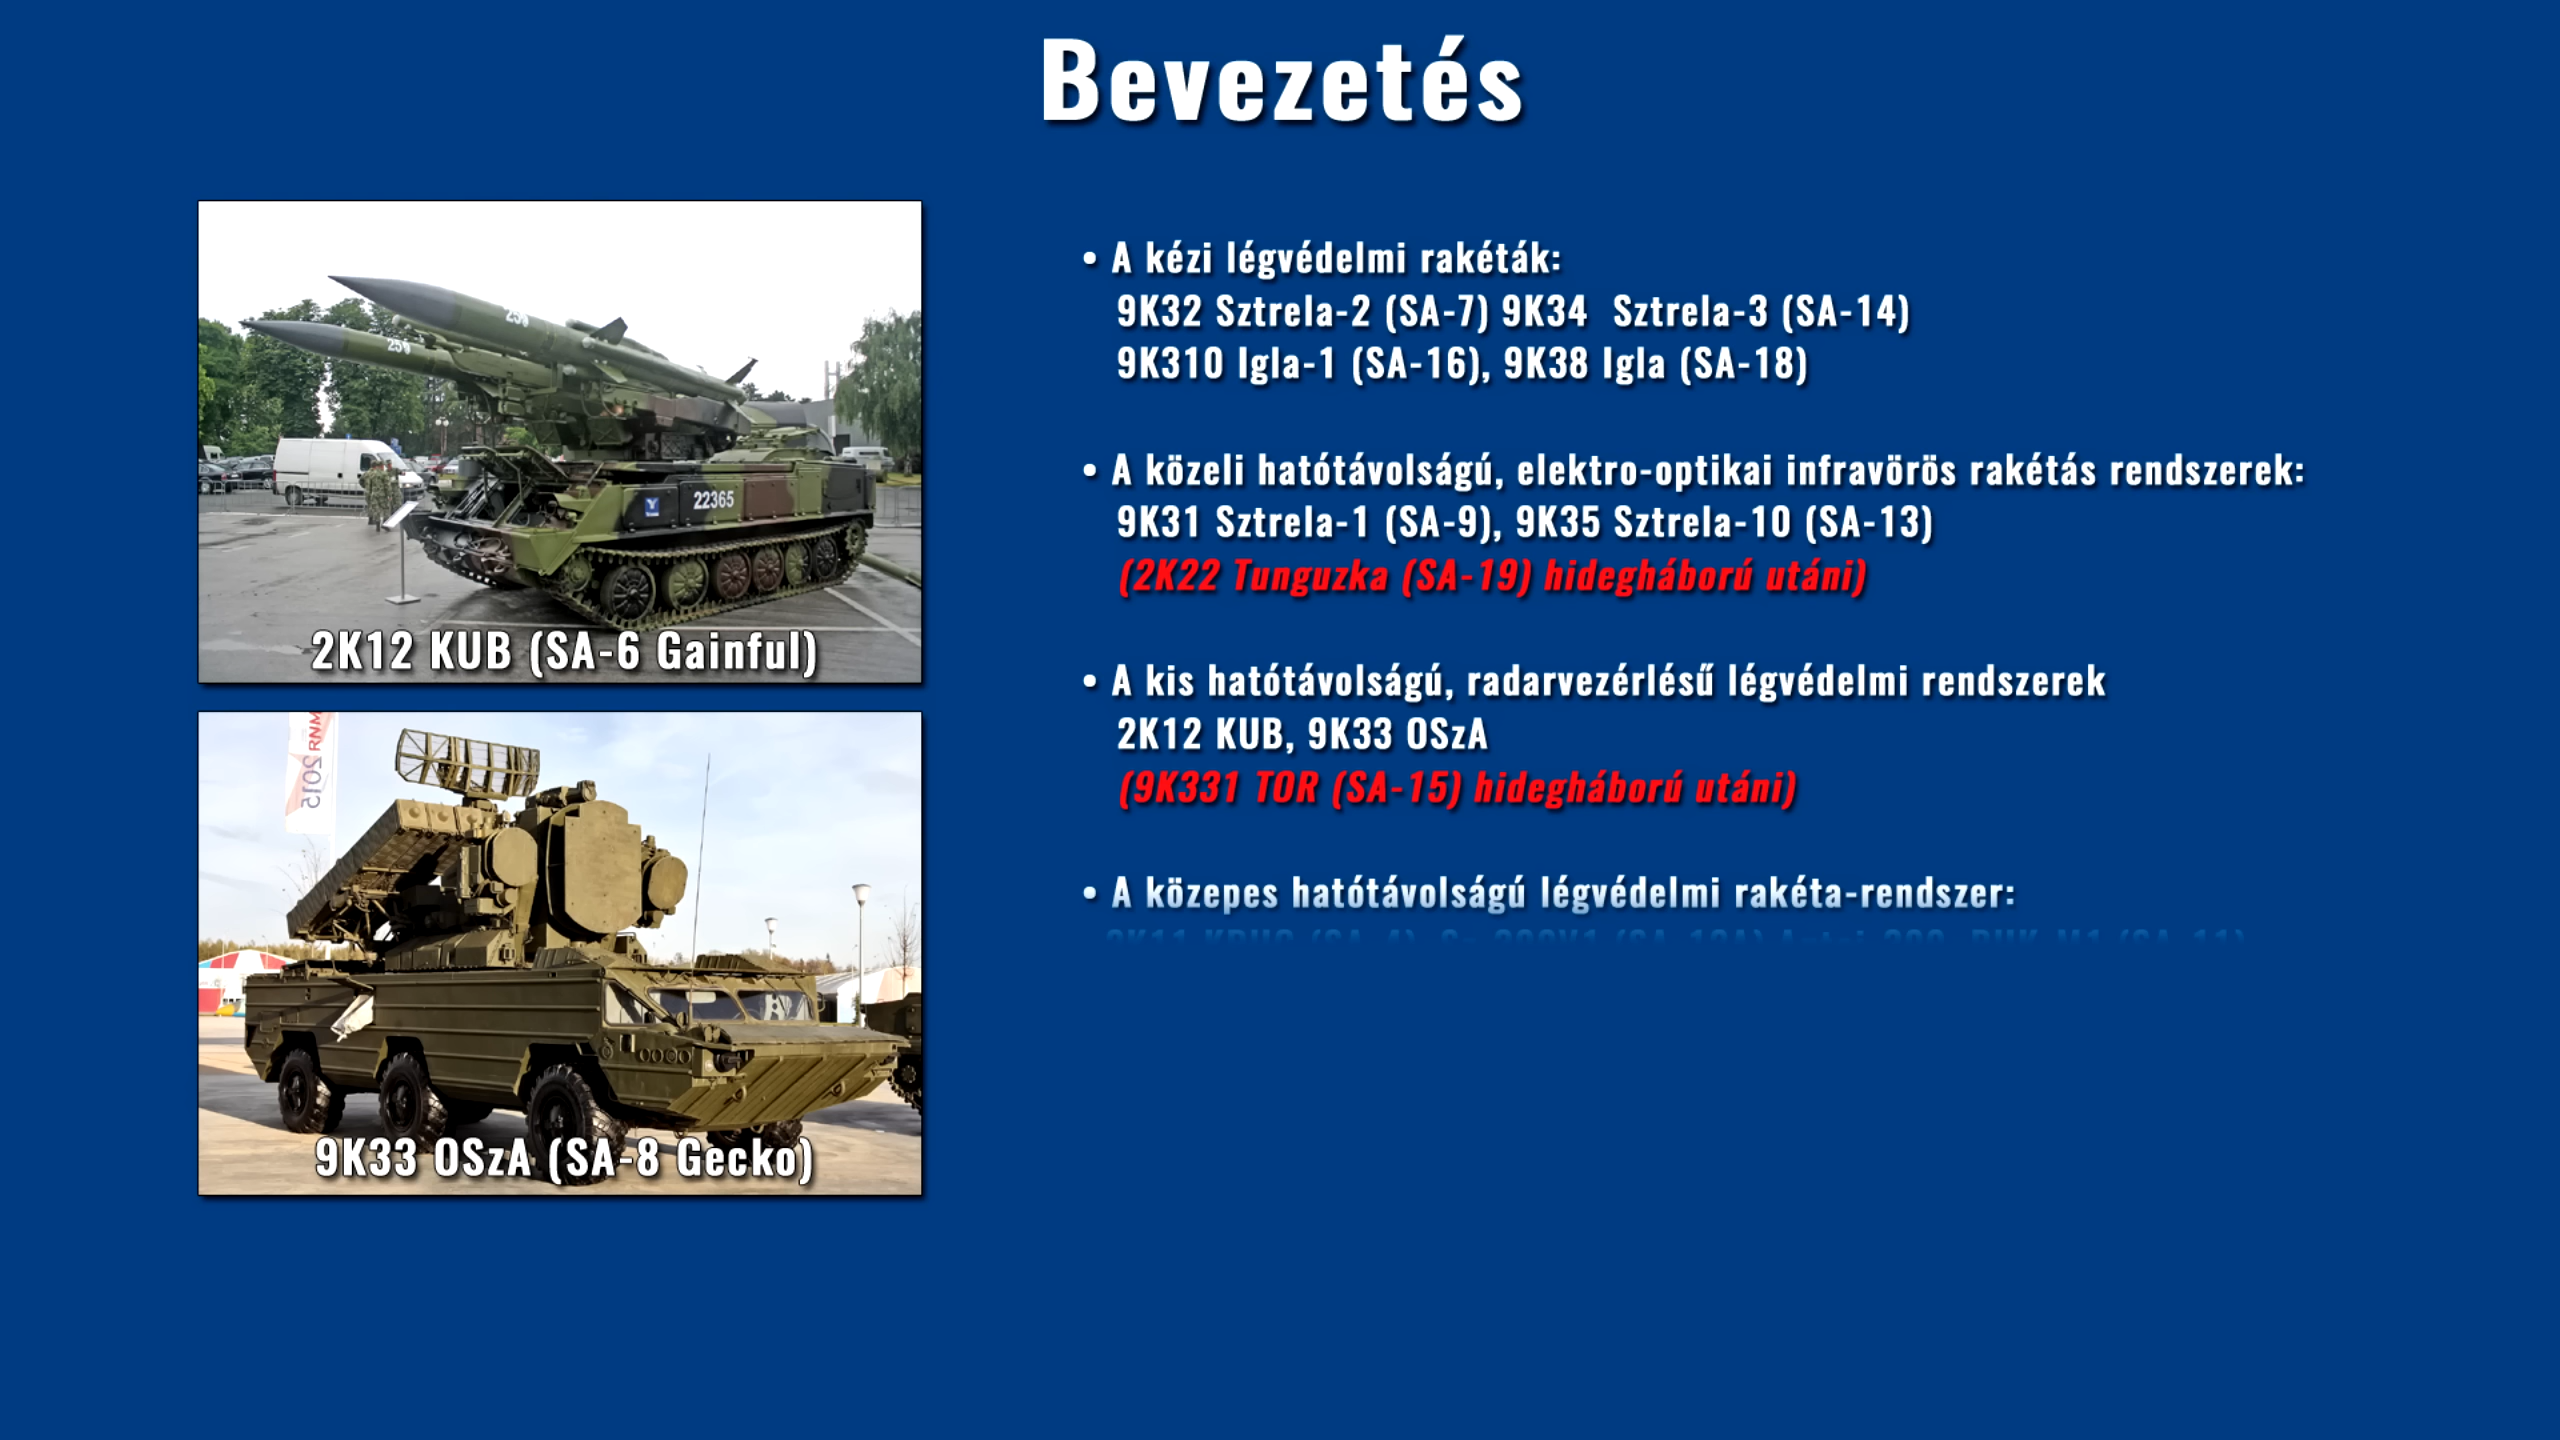 Bevezetés
256
256
22365
2K12 KUB (SA-6 Gainful)
2015
9K33 OSzA (SA-8 Gecko)
• A kézi légvédelmi rakéták:
9K32 Sztrela-2 (SA-7) 9K34 Sztrela-3 (SA-14)
9K310 Igla-1 (SA-16), 9K38 Igla (SA-18)
• A közeli hatótávolságú, elektro-optikai infravörös rakétás rendszerek:
9K31 Sztrela-1 (SA-9), 9K35 Sztrela-10 (SA-13)
(2K22 Tunguzka (SA-19) hidegháború utáni)
• A kis hatótávolságú, radarvezérlésű légvédelmi rendszerek
2K12 KUB, 9K33 OSzA
(9K331 TOR (SA-15) hidegháború utáni)
• A közepes hatótávolságú légvédelmi rakéta-rendszer: